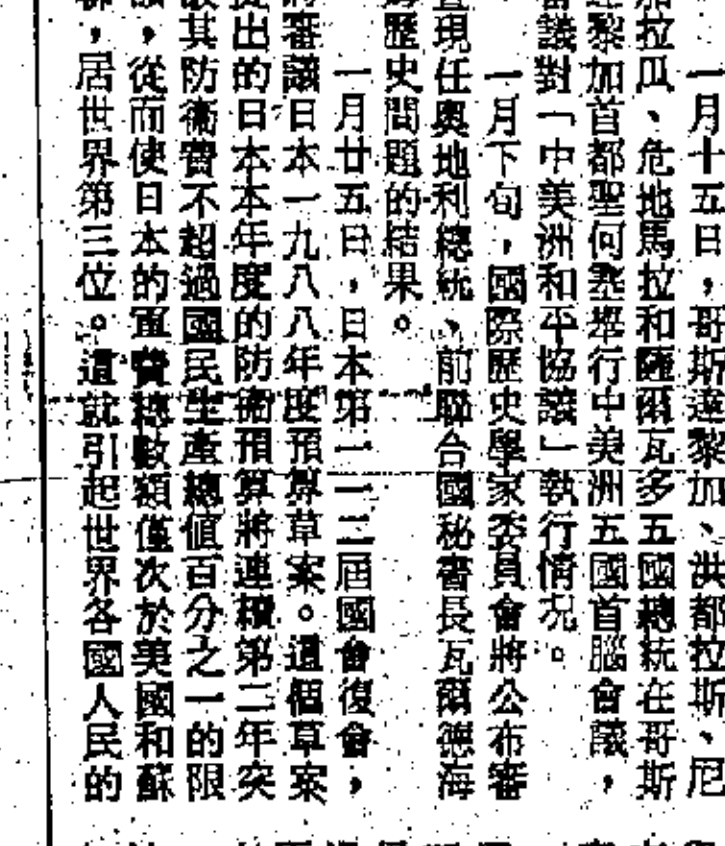 一月十五日，哥斯達黎加、洪都拉斯、尼
加拉瓜、危地馬拉和薩爾瓦多五國總統在哥斯
達黎加首都聖何塞舉行中美洲五國首腦會議，
審議對「中美洲和平協議」執行情況。
一月下旬，國際歷史學家委員會將公布審
查現任奧地利總統、前聯合國秘書長瓦爾德海
歷史問題的結果。
一月廿五日，日本第一一二屆國會復會，
將審議日本一九八八年度預算草案。這個草案
提出的日本本年度的防衛預算將連續第二年突
破其防衛費不超過國民生產總值百分之一的限
，從而使日本的軍費總數額僅次於美國和蘇
聯，居世界第三位。這就引起世界各國人民的